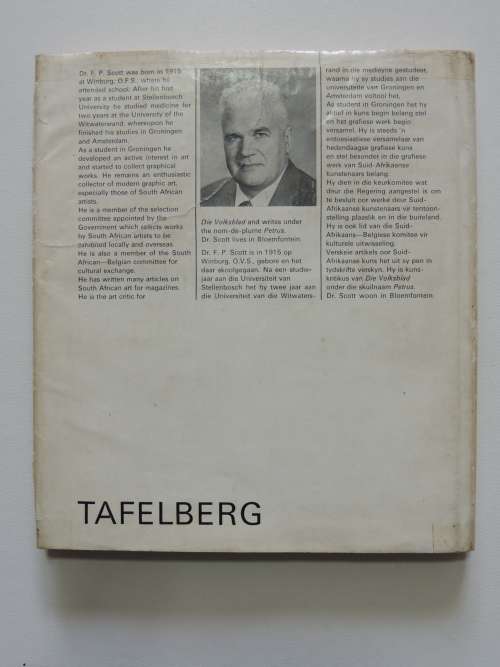 Dr. F. P. Scott was born in 1915
at Winburg, O.F.S., where he
attended school. After his first
year as a student at Stellenbosch
University he studied medicine for
two years at the University of the
Witwatersrand, whereupon he
finished his studies in Groningen
and Amsterdam.
As a student in Groningen he
developed an active interest in art
and started to collect graphical
works. He remains an enthusiastic
collector of modern graphic art,
especially those of South African
artists.
He is a member of the selection
committee appointed by the
Government which selects works
by South African artists to be
exhibited locally and overseas.
He is also a member of the South
African—Belgian committee for
cultural exchange.
He has written many articles on
South African art for magazines.
He is the art critic for
Die Volksblad and writes under
the nom-de-plume Petrus.
Dr. Scott lives in Bloemfontein.
Dr. F. P. Scott is in 1915 op
Winburg, O.V.S., gebore en het
daar skoolgegaan. Na een studie-
jaar aan die Universiteit van
Stellenbosch het hy twee jaar aan
die Universiteit van die Witwaters-
rand in die medisyne gestudeer,
waarna hy sy studies aan die
universiteite van Groningen en
Amsterdam voltooi het.
As student in Groningen het hy
aktief in kuns begin belang stel
en het grafiese werk begin
versamel. Hy is steeds 'n
entoesiastiese versamelaar van
hedendaagse grafiese kuns
en stel besonder in die grafiese
werk van Suid-Afrikaanse
kunstenaars belang.
Hy dien in die keurkomitee wat
deur die Regering aangestel is om
te besluit oor werke deur Suid-
Afrikaanse kunstenaars vir tentoon-
stelling plaaslik en in die buiteland.
Hy is ook lid van die Suid-
Afrikaans—Belgiese komitee vir
kulturele uitwisseling.
Verskeie artikels oor Suid-
Afrikaanse kuns het uit sy pen in
tydskrifte verskyn. Hy is kuns-
kritikus van Die Volksblad
onder die skuilnaam Petrus.
Dr. Scott woon in Bloemfontein.
TAFELBERG